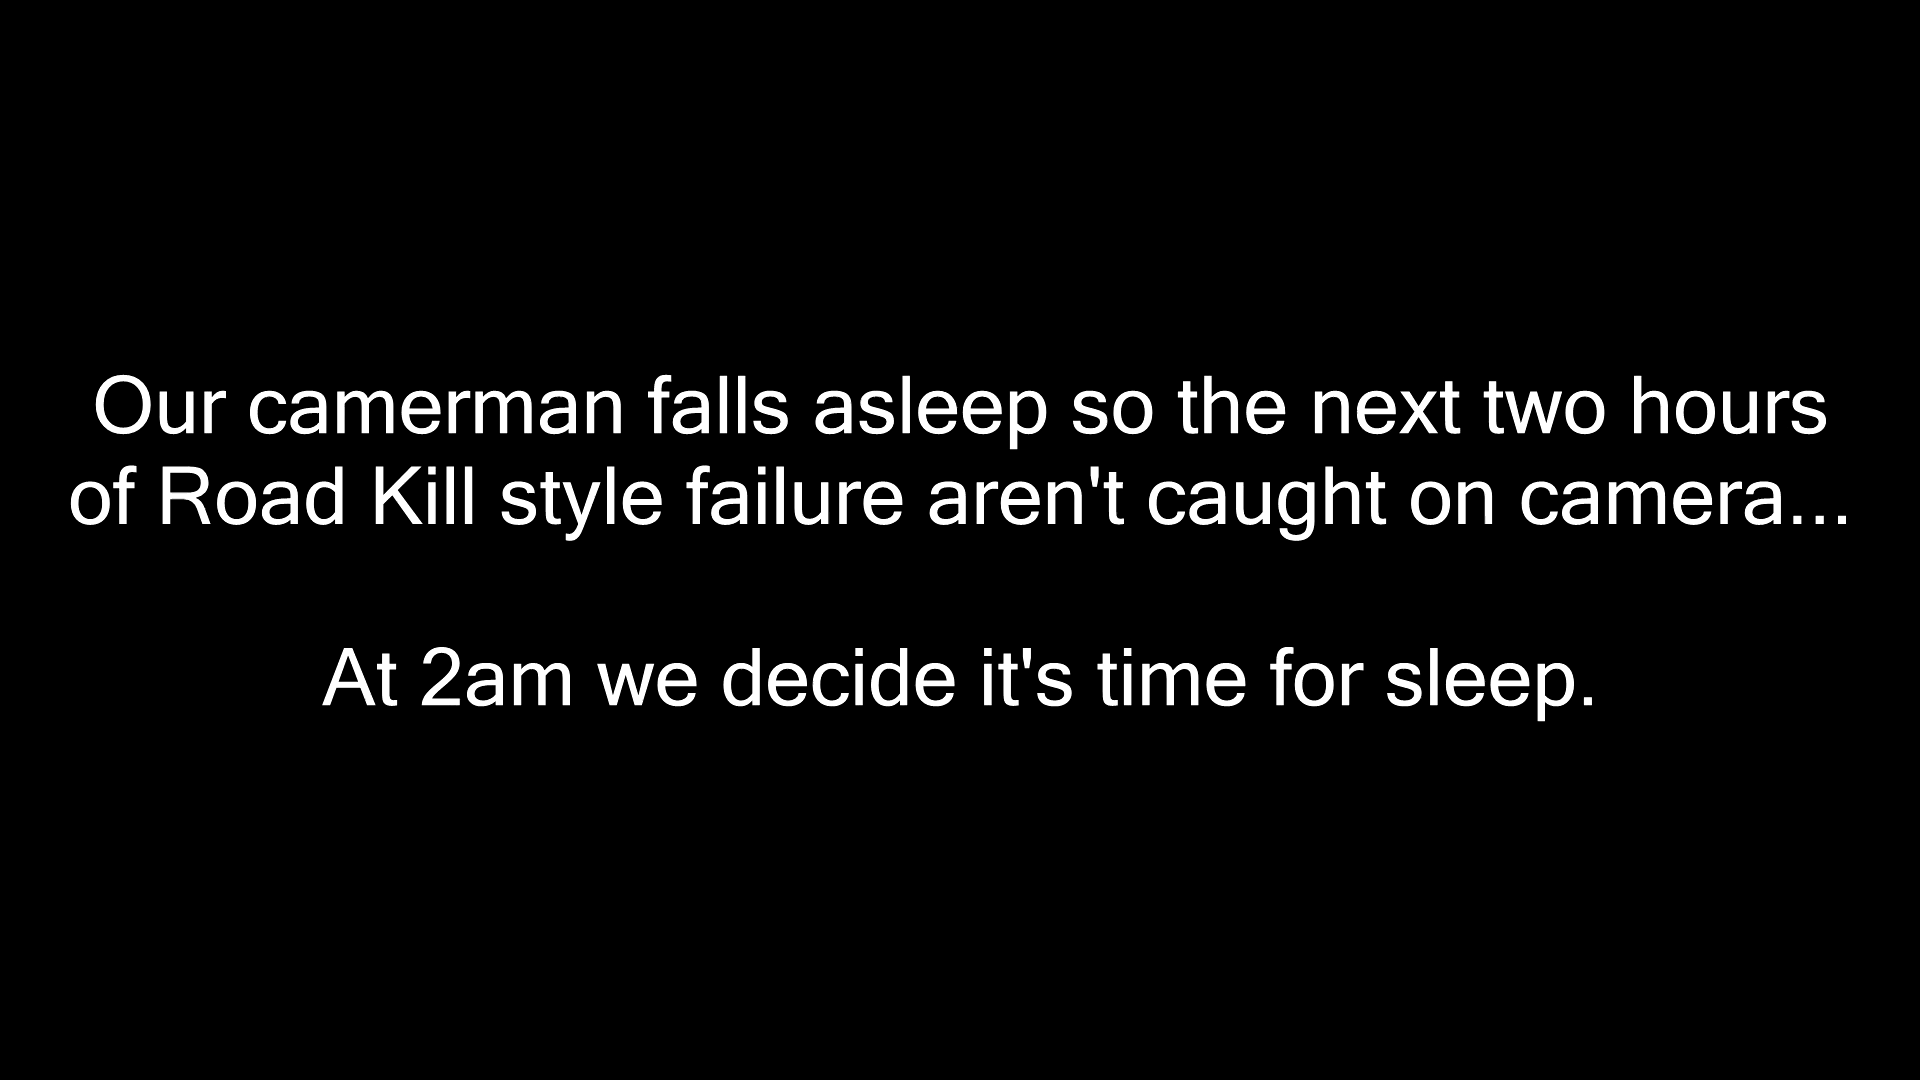 Our camerman falls asleep so the next two hours
of Road Kill style failure aren't caught on camera...
At 2am we decide it's time for sleep.